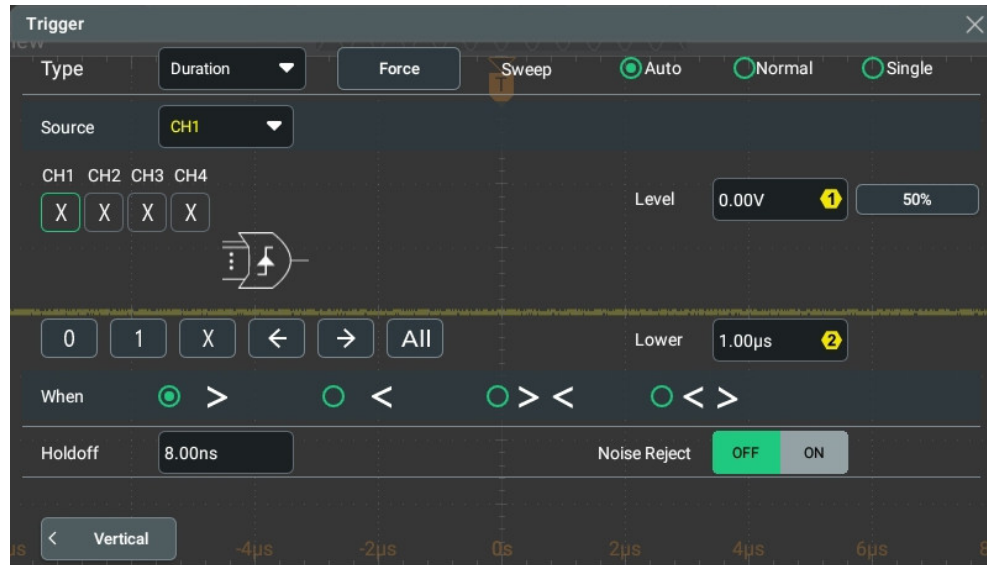 Trigger
Type Duration Force Sweep Auto Normal Single
T
Source CH1
CH1 CH2 CH3 CH4
X X X X
Level 0.00V 1 50%
0 1 X ← → All
Lower 1.00µs 2
When > < > < < >
Holdoff 8.00ns Noise Reject OFF ON
< Vertical
-4µs -2µs 0s 2µs 4µs 6µs